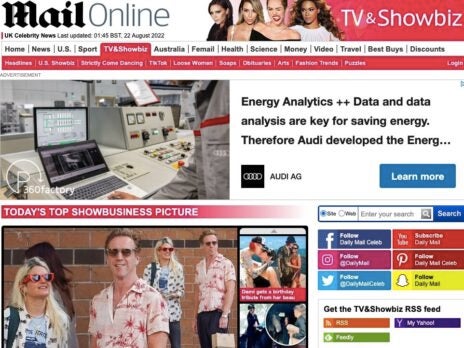 Mail Online
TV&Showbiz
UK Celebrity News Last updated: 01:45 BST, 22 August 2022
Home News U.S. Sport TV&Showbiz Australia Femail Health Science Money Video Travel Best Buys Discounts
Headlines U.S. Showbiz Strictly Come Dancing TikTok Loose Women Soaps Obituaries Arts Fashion Trends Puzzles
ADVERTISEMENT
Energy Analytics ++ Data and data
analysis are key for saving energy.
Therefore Audi developed the Energ...
360factory
AUDI AG
Learn more
TODAY'S TOP SHOWBUSINESS PICTURE
Site Web Enter your search Search
Follow
Daily Mail Celeb
You
Tube
Subscribe
Daily Mail
Follow
@DailyMail
Follow
Daily Mail
Follow
@DailyMailCeleb
Follow
Daily Mail
Demi gets a birthday
tribute from her beau
Get the TV&Showbiz RSS feed
RSS
My Yahoo!
Feedly